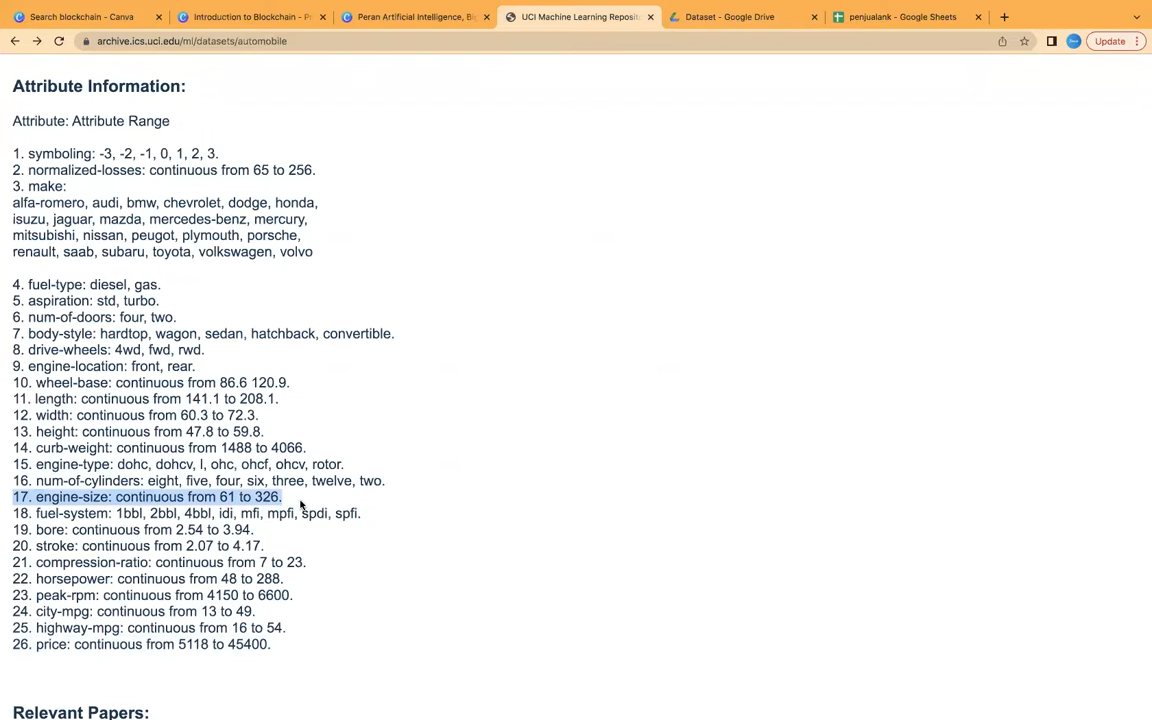 Search blockchain - Canva
Introduction to Blockchain - Pr
Peran Artificial Intelligence, Big
UCI Machine Learning Reposito
Dataset - Google Drive
penjualank - Google Sheets
archive.ics.uci.edu/ml/datasets/automobile
Update
Attribute Information:
Attribute: Attribute Range
1. symboling: -3, -2, -1, 0, 1, 2, 3.
2. normalized-losses: continuous from 65 to 256.
3. make:
alfa-romero, audi, bmw, chevrolet, dodge, honda,
isuzu, jaguar, mazda, mercedes-benz, mercury,
mitsubishi, nissan, peugot, plymouth, porsche,
renault, saab, subaru, toyota, volkswagen, volvo
4. fuel-type: diesel, gas.
5. aspiration: std, turbo.
6. num-of-doors: four, two.
7. body-style: hardtop, wagon, sedan, hatchback, convertible.
8. drive-wheels: 4wd, fwd, rwd.
9. engine-location: front, rear.
10. wheel-base: continuous from 86.6 120.9.
11. length: continuous from 141.1 to 208.1.
12. width: continuous from 60.3 to 72.3.
13. height: continuous from 47.8 to 59.8.
14. curb-weight: continuous from 1488 to 4066.
15. engine-type: dohc, dohcv, l, ohc, ohcf, ohcv, rotor.
16. num-of-cylinders: eight, five, four, six, three, twelve, two.
17. engine-size: continuous from 61 to 326.
18. fuel-system: 1bbl, 2bbl, 4bbl, idi, mfi, mpfi, spdi, spfi.
19. bore: continuous from 2.54 to 3.94.
20. stroke: continuous from 2.07 to 4.17.
21. compression-ratio: continuous from 7 to 23.
22. horsepower: continuous from 48 to 288.
23. peak-rpm: continuous from 4150 to 6600.
24. city-mpg: continuous from 13 to 49.
25. highway-mpg: continuous from 16 to 54.
26. price: continuous from 5118 to 45400.
Relevant Papers: